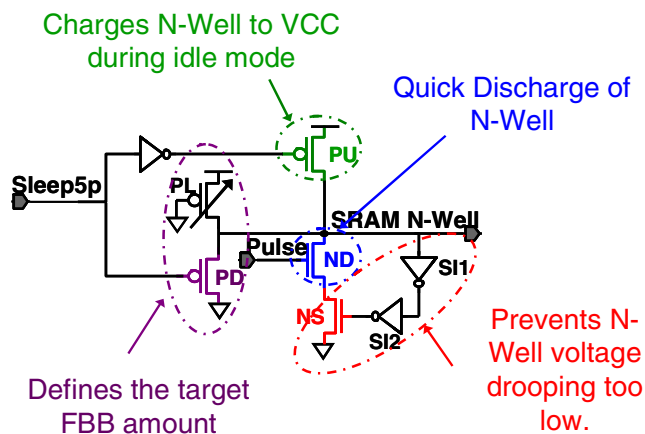 Charges N-Well to VCC
during idle mode
Quick Discharge of
N-Well
Sleep5p
PL
PU
SRAM N-Well
Pulse
ND
SI1
PD
NS
SI2
Defines the target
FBB amount
Prevents N-
Well voltage
drooping too
low.